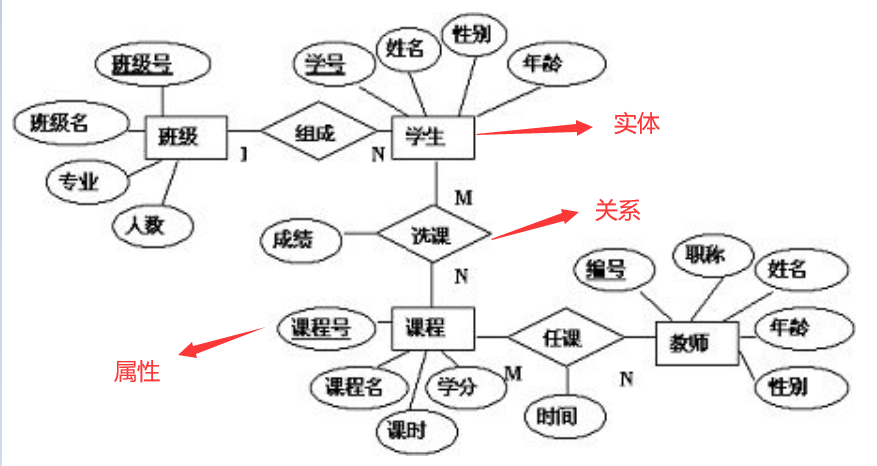 性别
姓名
班级号
学号
年龄
班级名
班级
组成
学生
实体
1
N
专业
M
关系
人数
成绩
选课
职称
编号
姓名
N
课程号
课程
任课
教师
年龄
属性
课程名
学分
M
N
性别
时间
课时